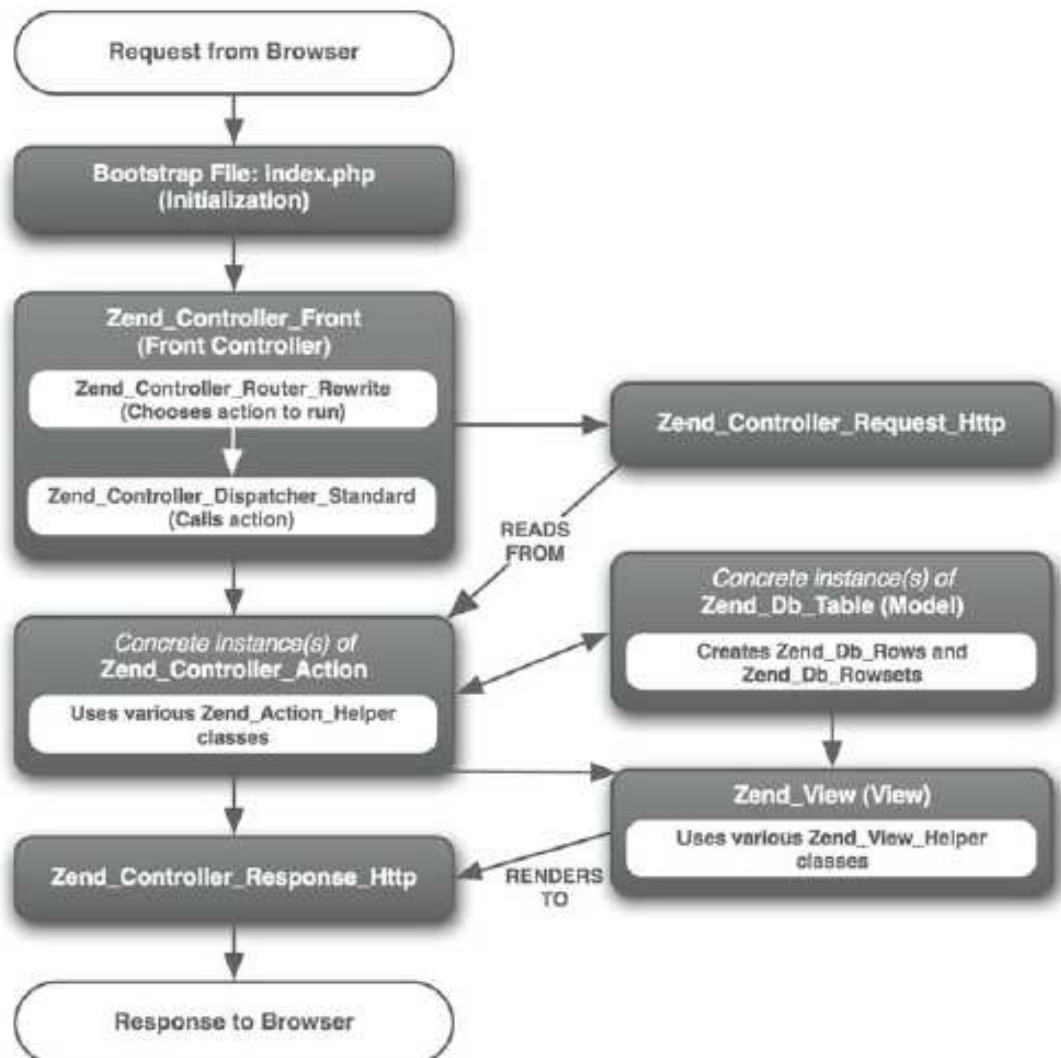 Request from Browser
Bootstrap File: index.php
(Initialization)
Zend_Controller_Front
(Front Controller)
Zend_Controller_Router_Rewrite
(Chooses action to run)
Zend_Controller_Dispatcher_Standard
(Calls action)
Zend_Controller_Request_Http
READS
FROM
Concrete instance(s) of
Zend_Db_Table (Model)
Creates Zend_Db_Rows and
Zend_Db_Rowsets
Concrete instance(s) of
Zend_Controller_Action
Uses various Zend_Action_Helper
classes
Zend_View (View)
Uses various Zend_View_Helper
classes
Zend_Controller_Response_Http
RENDERS
TO
Response to Browser